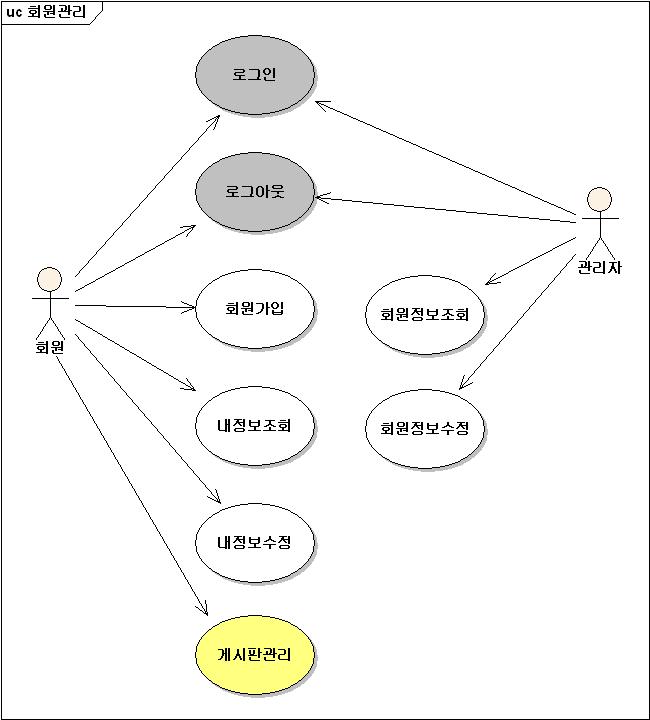 uc 회원관리
로그인
로그아웃
관리자
회원가입
회원정보조회
회원
내정보조회
회원정보수정
내정보수정
게시판관리